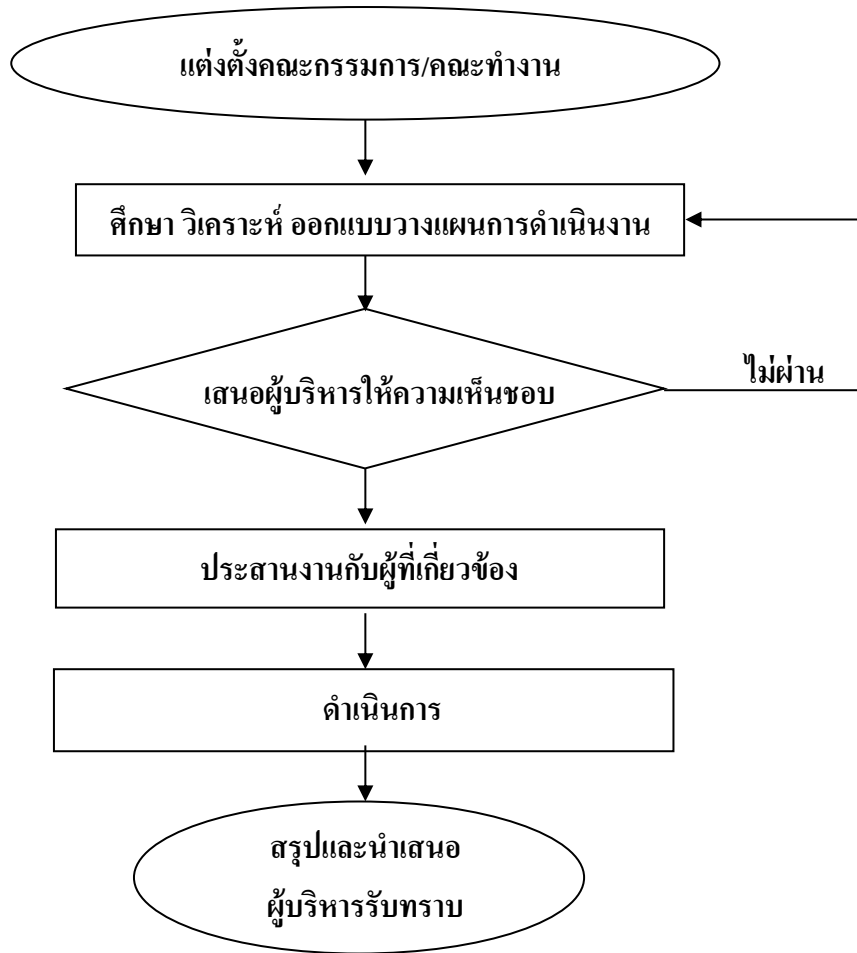 แต่งตั้งคณะกรรมการ/คณะทำงาน
ศึกษา วิเคราะห์ ออกแบบวางแผนการดำเนินงาน
เสนอผู้บริหารให้ความเห็นชอบ
ไม่ผ่าน
ประสานงานกับผู้ที่เกี่ยวข้อง
ดำเนินการ
สรุปและนำเสนอ
ผู้บริหารรับทราบ